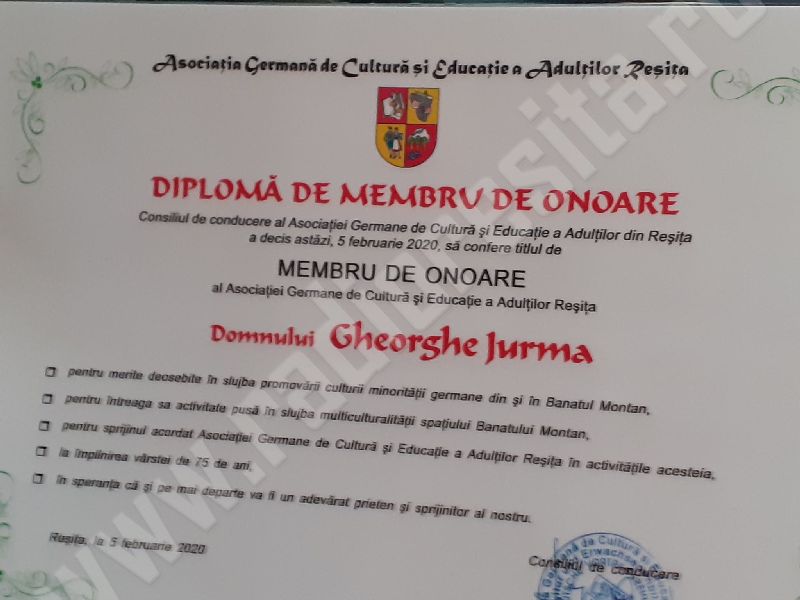 Asociația Germană de Cultură și Educație a Adulților Reșița
DIPLOMĂ DE MEMBRU DE ONOARE
Consiliul de conducere al Asociației Germane de Cultură și Educație a Adulților din Reșița
a decis astăzi, 5 februarie 2020, să confere titlul de
MEMBRU DE ONOARE
al Asociației Germane de Cultură și Educație a Adulților Reșița
Domnului Gheorghe Jurma
pentru merite deosebite în slujba promovării culturii minorității germane din și în Banatul Montan,
pentru întreaga sa activitate pusă în slujba multiculturalității spațiului Banatului Montan,
pentru sprijinul acordat Asociației Germane de Cultură și Educație a Adulților Reșița în activitățile acesteia,
la împlinirea vârstei de 75 de ani,
în speranța că și pe mai departe va fi un adevărat prieten și sprijinitor al nostru.
Reșița, la 5 februarie 2020
Consiliul de conducere
www.radioresita.ro